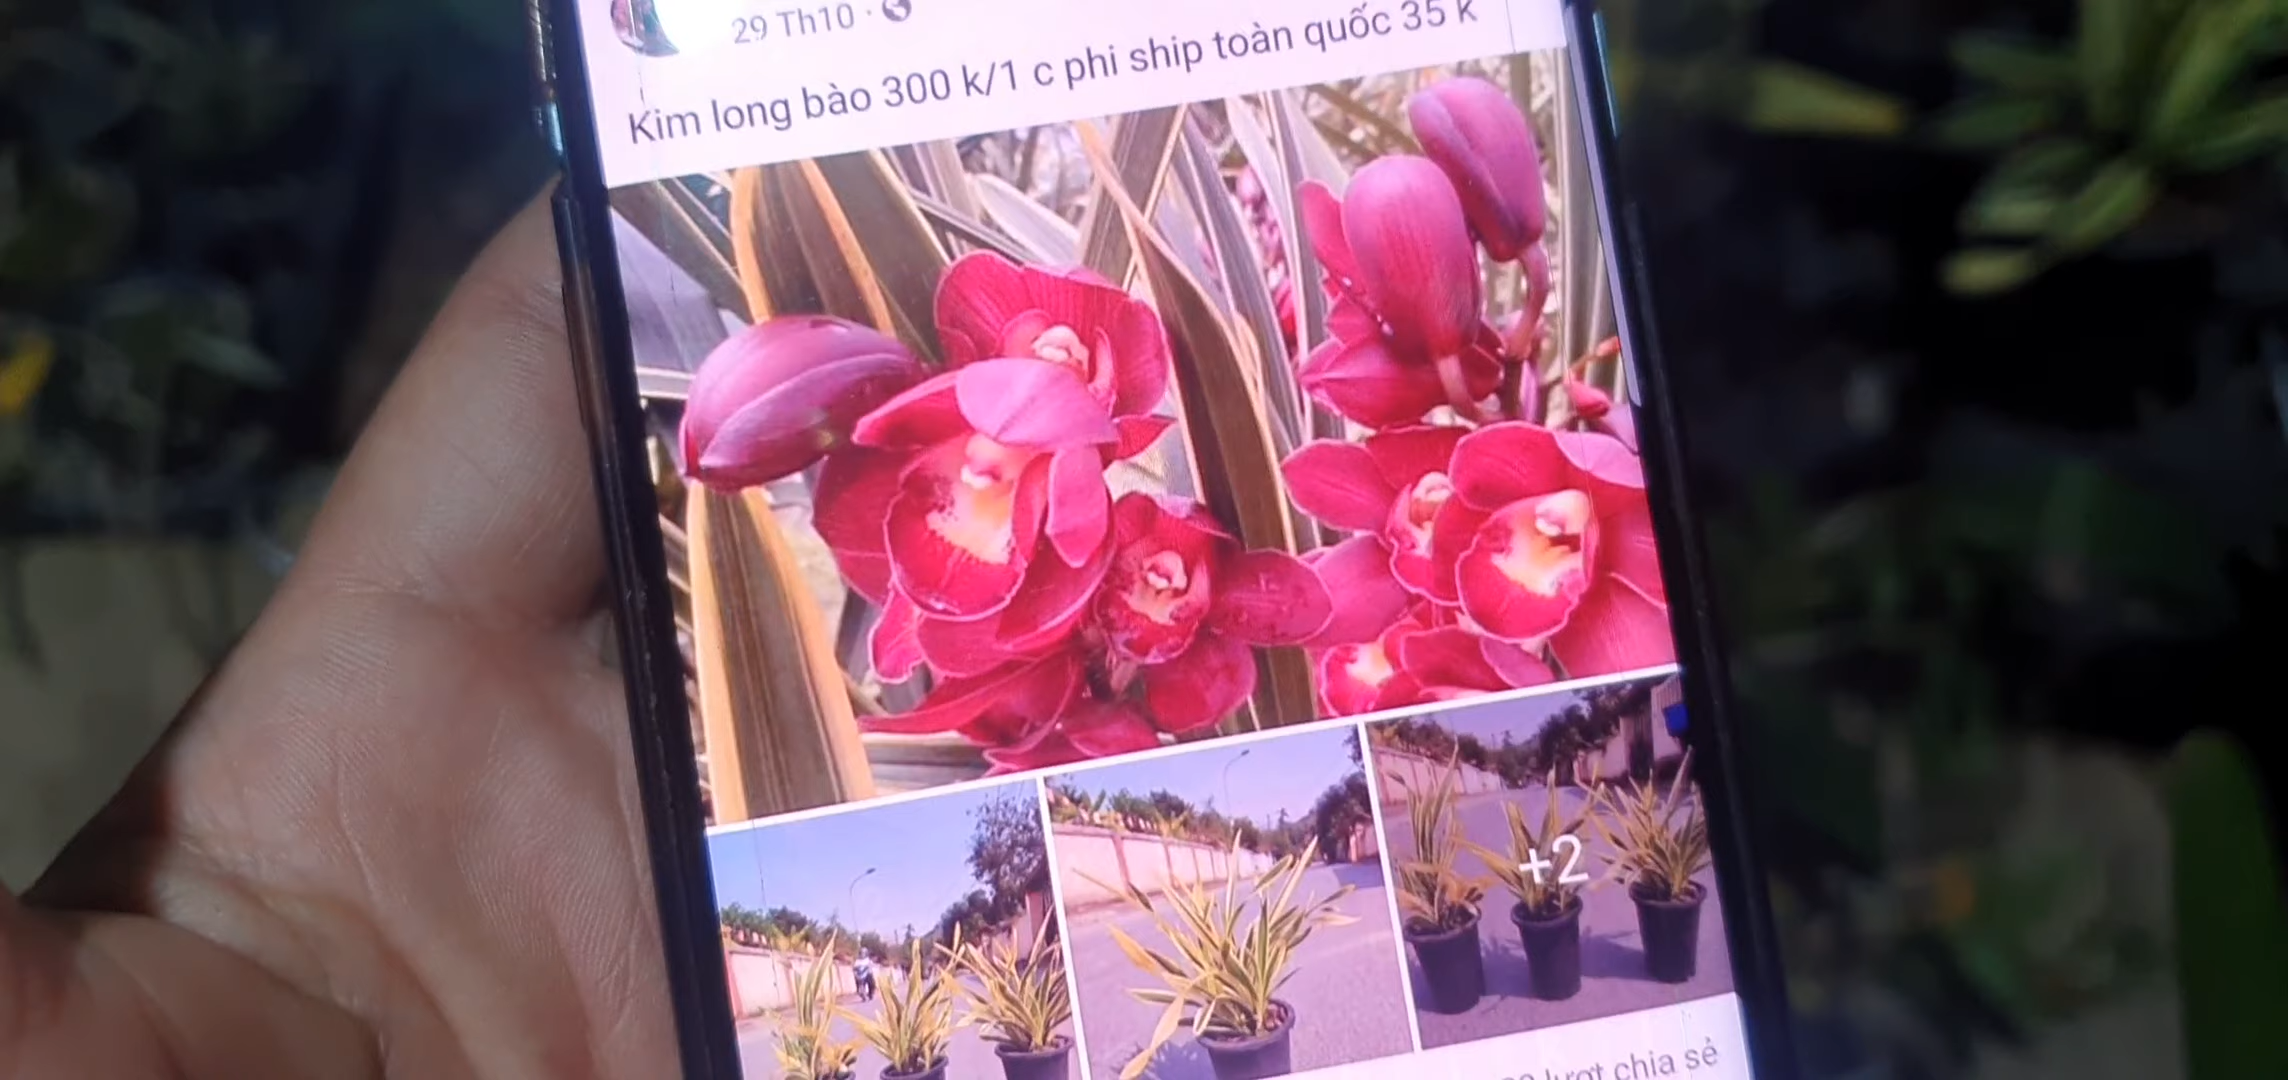 29 Th10 ·
Kim long bào 300 k/1 c phi ship toàn quốc 35 k
+2
lượt chia sẻ